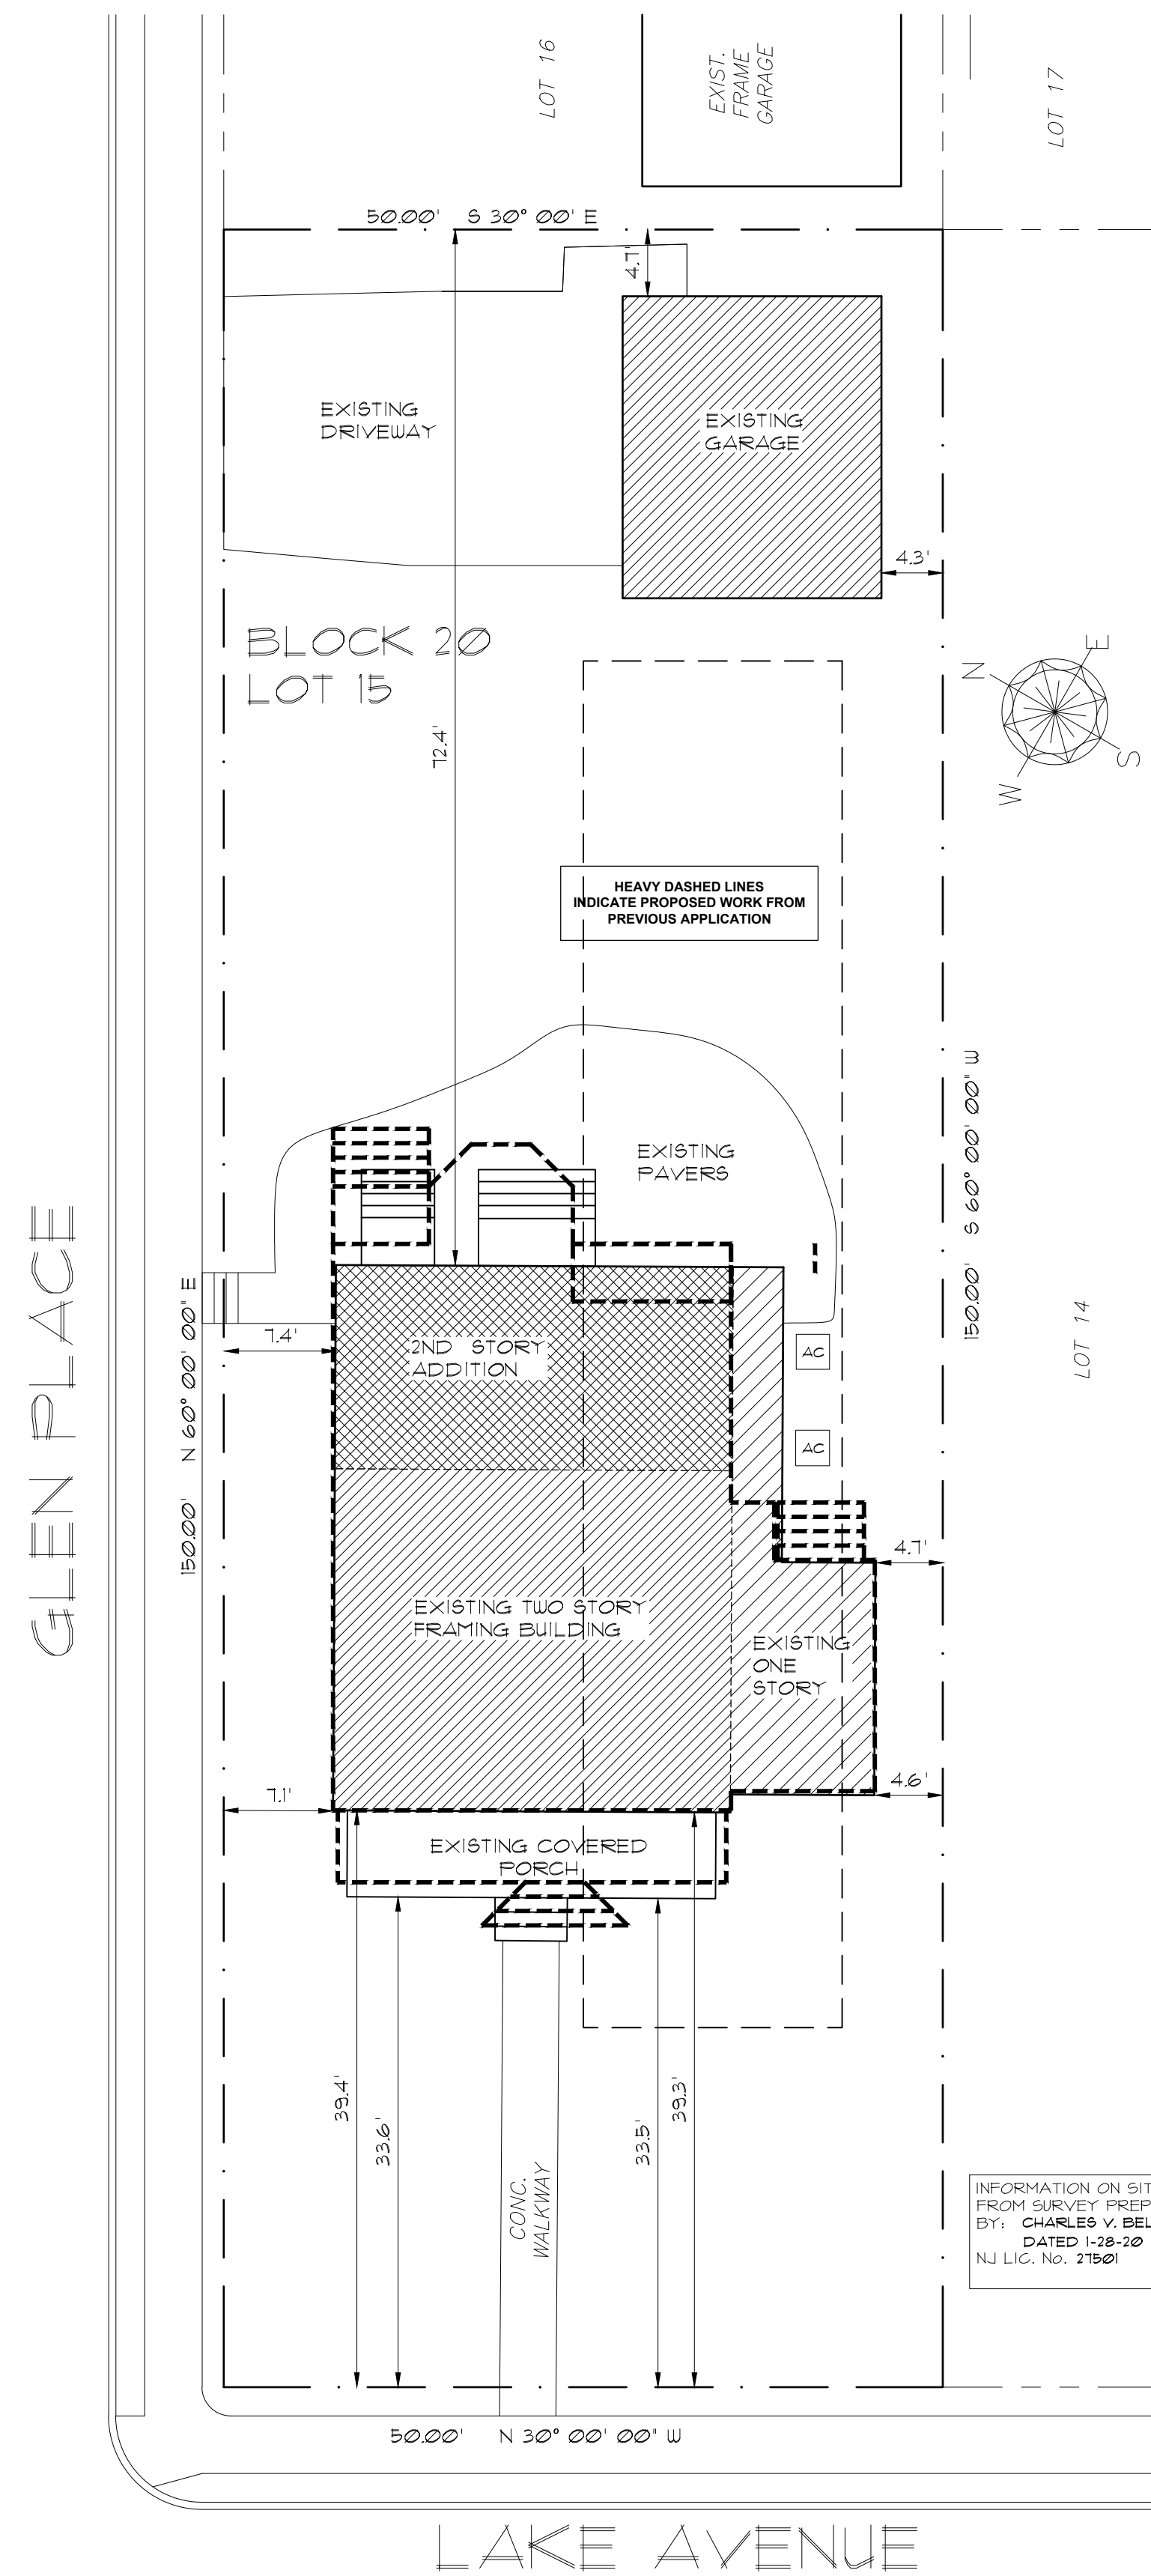 LOT 16
EXIST.
FRAME
GARAGE
LOT 17
50.00' S 30° 00' E
4.7'
EXISTING
DRIVEWAY
EXISTING
GARAGE
4.3'
BLOCK 20
LOT 15
N
E
S
W
72.4'
HEAVY DASHED LINES
INDICATE PROPOSED WORK FROM
PREVIOUS APPLICATION
EXISTING
PAVERS
150.00' S 60° 00' 00" W
LOT 14
GLEN PLACE
150.00' N 60° 00' 00" E
7.4'
2ND STORY
ADDITION
AC
AC
4.7'
EXISTING TWO STORY
FRAMING BUILDING
EXISTING
ONE
STORY
7.1'
4.6'
EXISTING COVERED
PORCH
39.4'
33.6'
33.5'
39.3'
CONC.
WALKWAY
INFORMATION ON SIT
FROM SURVEY PREP
BY: CHARLES V. BEL
DATED 1-28-20
NJ LIC. No. 27501
50.00' N 30° 00' 00" W
LAKE AVENUE